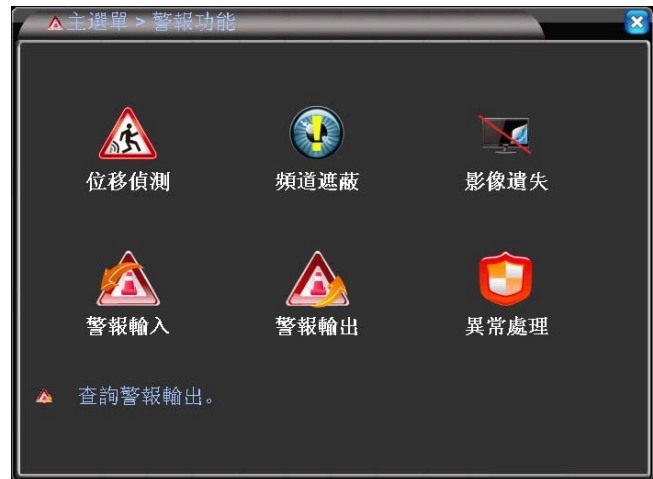 主選單 > 警報功能
位移偵測 頻道遮蔽 影像遺失
警報輸入 警報輸出 異常處理
查詢警報輸出。